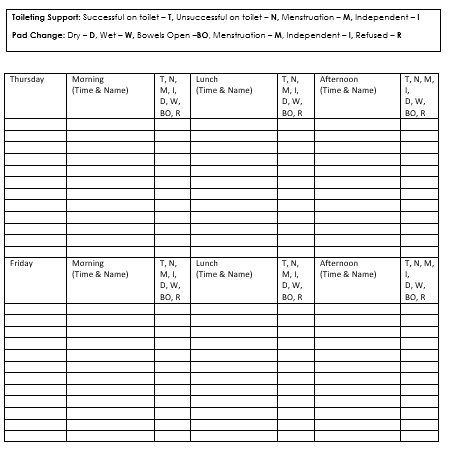 Toileting Support: Successful on toilet – T, Unsuccessful on toilet – N, Menstruation – M, Independent – I
Pad Change: Dry – D, Wet – W, Bowels Open –BO, Menstruation – M, Independent – I, Refused – R
Thursday Morning T, N, Lunch T, N, Afternoon T, N, M,
(Time & Name) M, I, (Time & Name) M, I, (Time & Name) I,
D, W, D, W, D, W,
BO, R BO, R BO, R
Friday Morning T, N, Lunch T, N, Afternoon T, N, M,
(Time & Name) M, I, (Time & Name) M, I, (Time & Name) I,
D, W, D, W, D, W,
BO, R BO, R BO, R